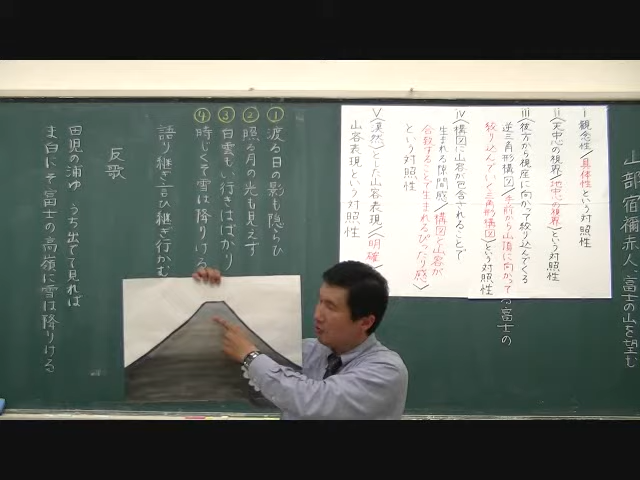 山部宿禰赤人 富士の山を望む
i 観念性/具体性という対照性
ii 〈天空の視界/地中の視界〉という対照性
iii 〈彼方から視座に向かって絞り込んでくる
逆三角形構図/手前から山頂に向かって
絞り込んでいく三角形構図〉という対照性
iv 〈構図に山容が包含されることで
生まれる隙間感/構図と山容が
合致することで生まれるぴったり感〉
という対照性
V 〈漠然〉とした山容表現/〈明確〉
山容表現という対照性
富士の
① 渡る日の影も隠らひ
② 照る月の光も見えず
③ 白雲もい行きはばかり
④ 時じくそ雪は降りける
語り継ぎ言ひ継ぎ行かむ
反歌
田児の浦ゆ うち出でて見れば
ま白にそ富士の高嶺に雪は降りける